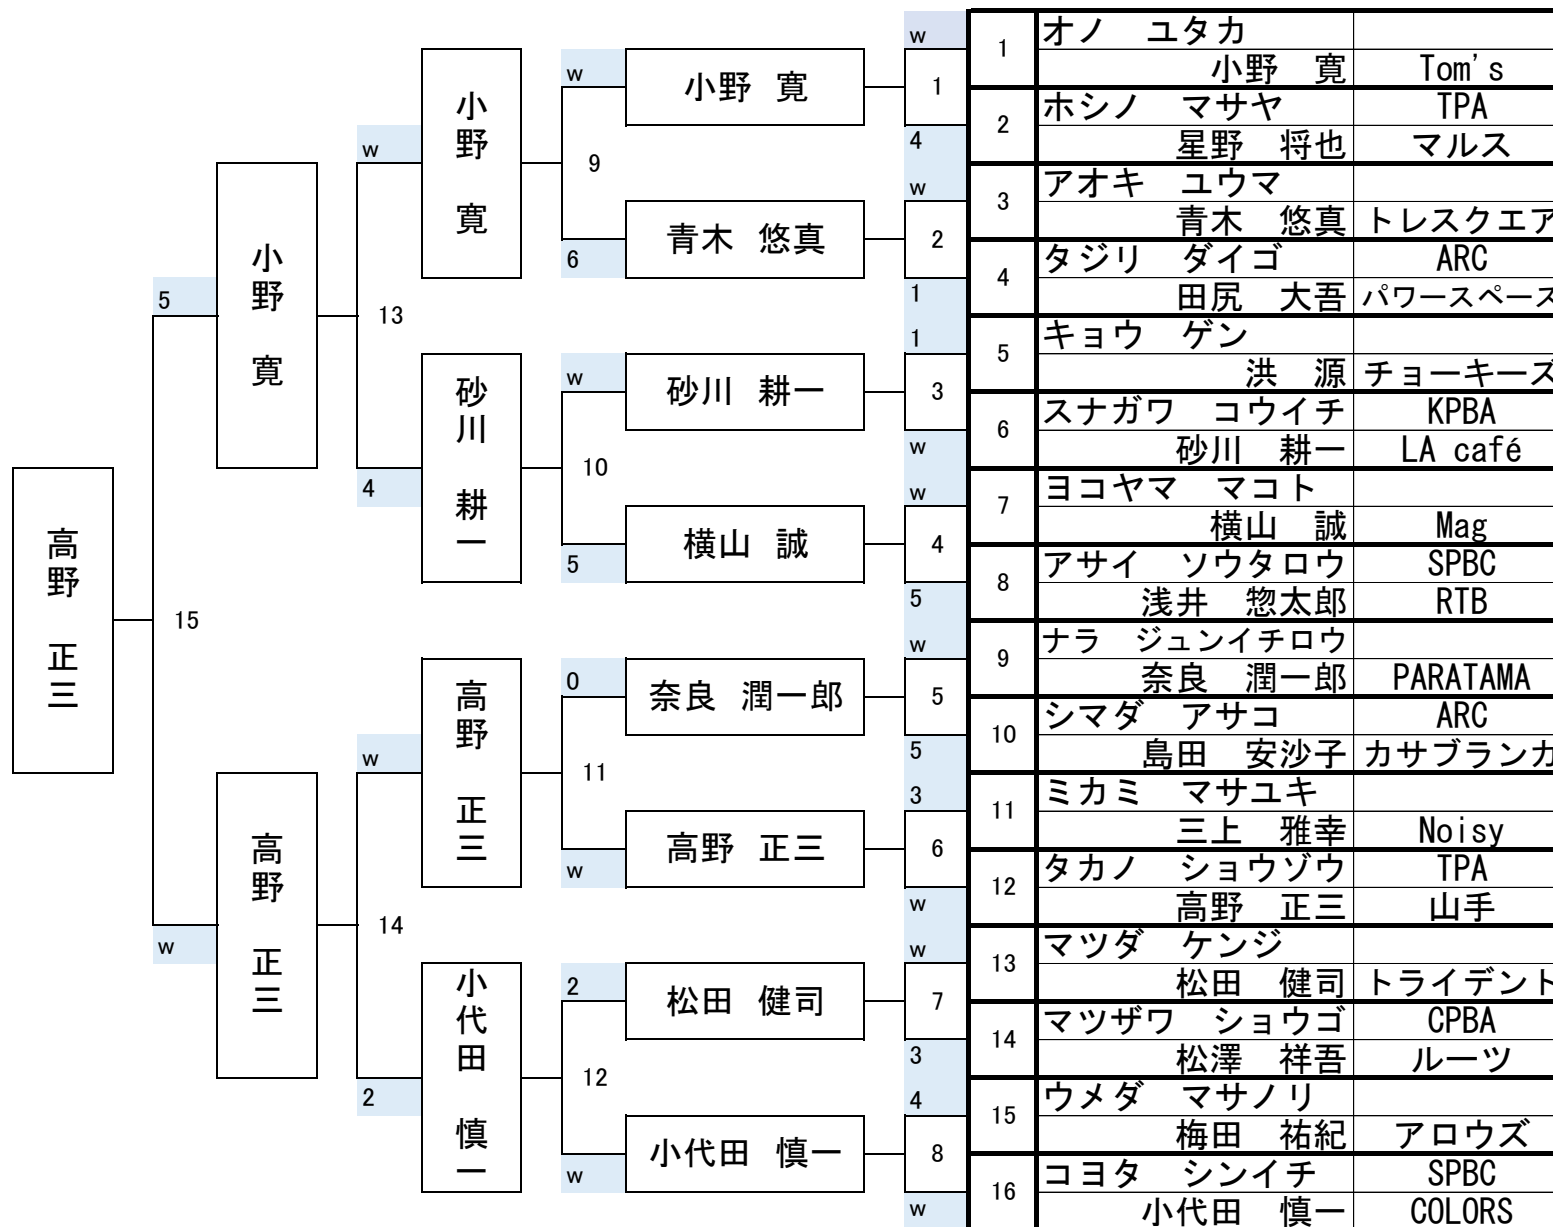 w
1
オノ ユタカ
小野 寛 Tom's
小野 寛
w
1
4
2
ホシノ マサヤ TPA
星野 将也 マルス
小野 寛
w
9
w
3
アオキ ユウマ
青木 悠真 トレスクエア
青木 悠真
6
2
1
4
タジリ ダイゴ ARC
田尻 大吾 パワースペース
小野 寛
5
13
1
5
キョウ ゲン
洪 源 チョーキーズ
砂川 耕一
w
3
w
6
スナガワ コウイチ KPBA
砂川 耕一 LA café
砂川 耕一
4
10
w
7
ヨコヤマ マコト
横山 誠 Mag
横山 誠
5
4
5
8
アサイ ソウタロウ SPBC
浅井 惣太郎 RTB
高野 正三
15
w
9
ナラ ジュンイチロウ
奈良 潤一郎 PARATAMA
奈良 潤一郎
0
5
5
10
シマダ アサコ ARC
島田 安沙子 カサブランカ
高野 正三
w
11
3
11
ミカミ マサユキ
三上 雅幸 Noisy
高野 正三
w
6
w
12
タカノ ショウゾウ TPA
高野 正三 山手
高野 正三
w
14
w
13
マツダ ケンジ
松田 健司 トライデント
松田 健司
2
7
3
14
マツザワ ショウゴ CPBA
松澤 祥吾 ルーツ
小代田 慎一
2
12
4
15
ウメダ マサノリ
梅田 祐紀 アロウズ
小代田 慎一
w
8
w
16
コヨタ シンイチ SPBC
小代田 慎一 COLORS